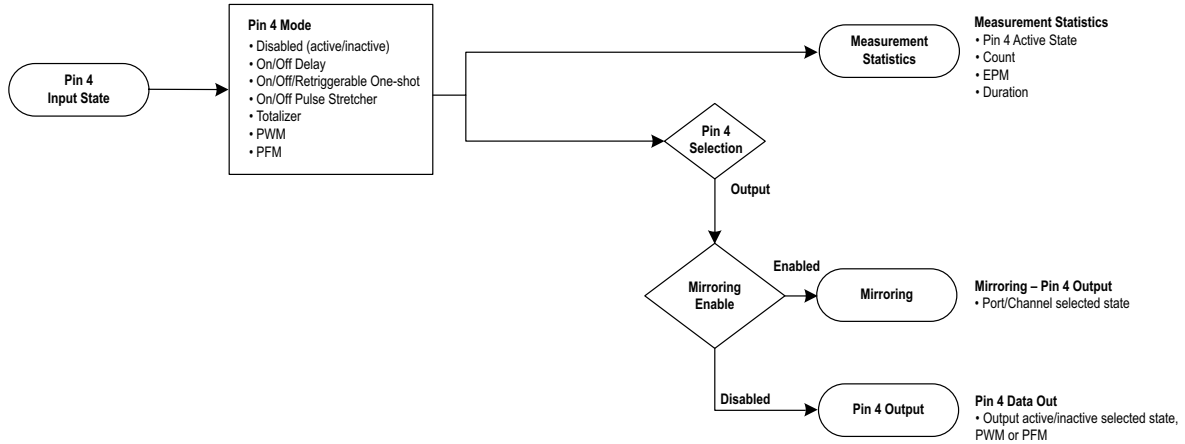 Pin 4
Input State
Pin 4 Mode
• Disabled (active/inactive)
• On/Off Delay
• On/Off/Retriggerable One-shot
• On/Off Pulse Stretcher
• Totalizer
• PWM
• PFM
Measurement
Statistics
Measurement Statistics
• Pin 4 Active State
• Count
• EPM
• Duration
Pin 4
Selection
Output
Mirroring
Enable
Enabled
Mirroring
Mirroring – Pin 4 Output
• Port/Channel selected state
Disabled
Pin 4 Output
Pin 4 Data Out
• Output active/inactive selected state,
PWM or PFM